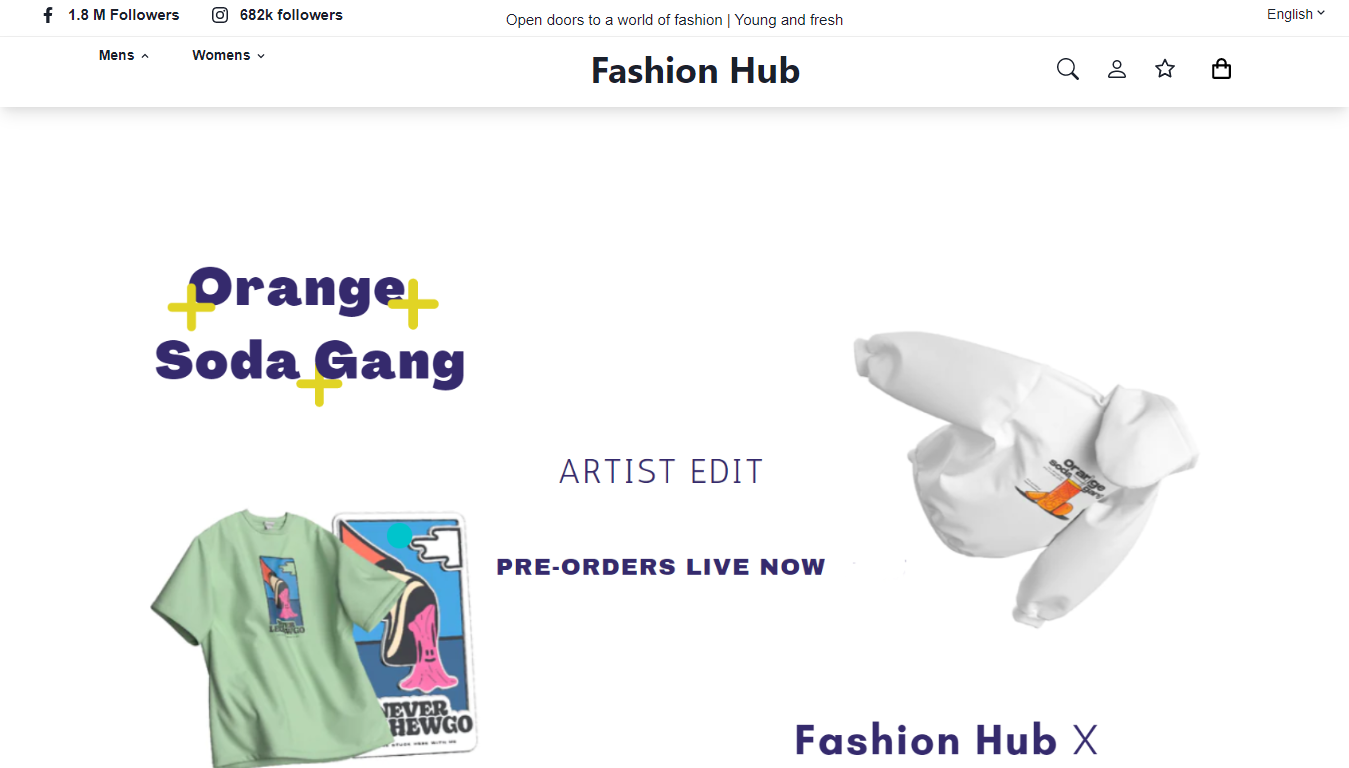 1.8 M Followers
682k followers
Open doors to a world of fashion | Young and fresh
English
Mens
Womens
Fashion Hub
Orange
Soda Gang
ARTIST EDIT
PRE-ORDERS LIVE NOW
Orange
soda
gang
NEVER
Fashion Hub X